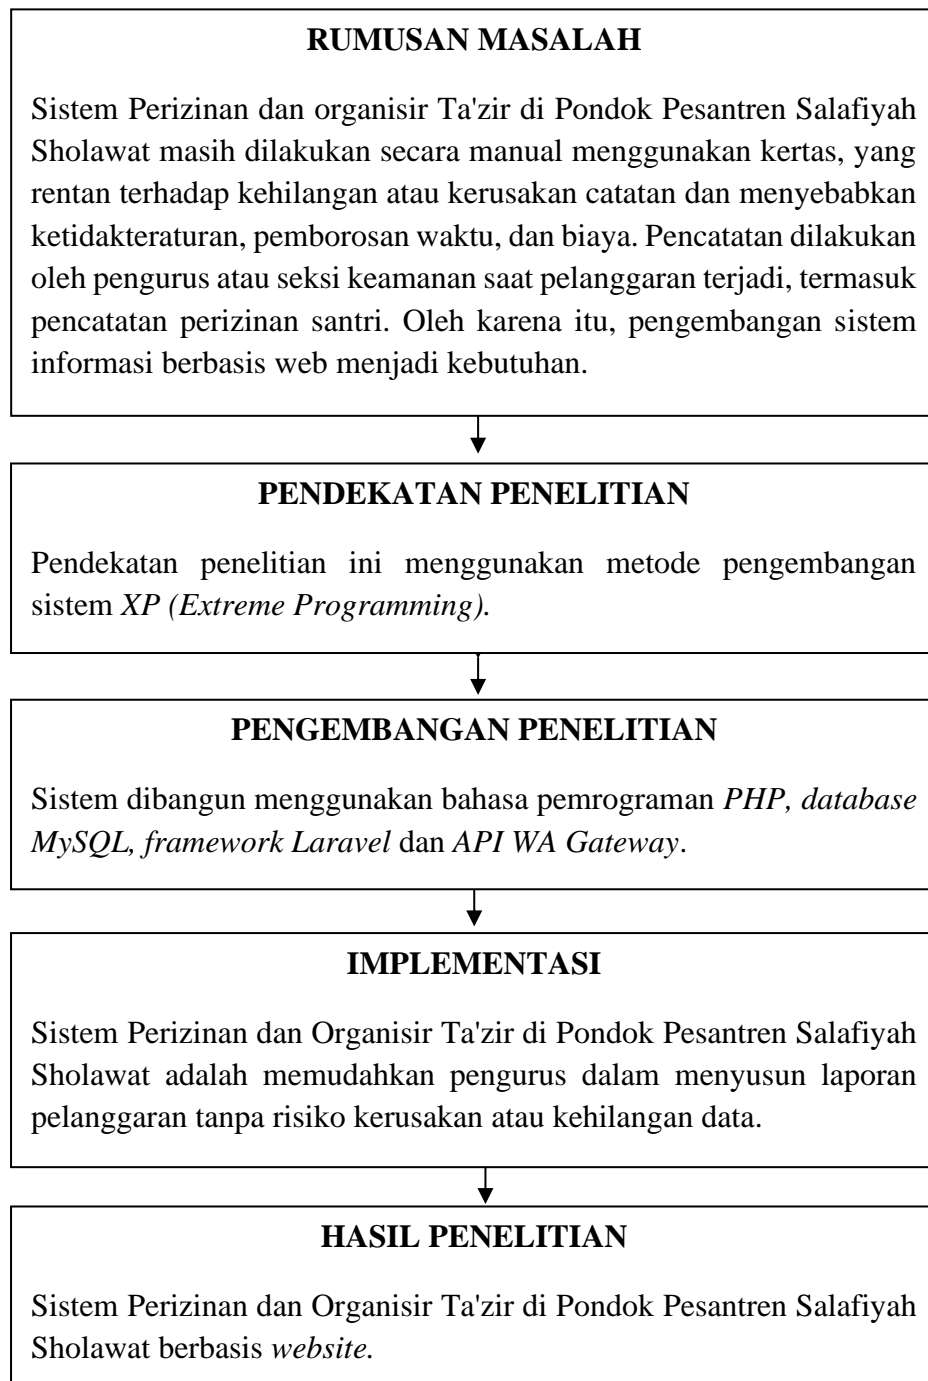 RUMUSAN MASALAH
Sistem Perizinan dan organisir Ta'zir di Pondok Pesantren Salafiyah
Sholawat masih dilakukan secara manual menggunakan kertas, yang
rentan terhadap kehilangan atau kerusakan catatan dan menyebabkan
ketidakteraturan, pemborosan waktu, dan biaya. Pencatatan dilakukan
oleh pengurus atau seksi keamanan saat pelanggaran terjadi, termasuk
pencatatan perizinan santri. Oleh karena itu, pengembangan sistem
informasi berbasis web menjadi kebutuhan.
PENDEKATAN PENELITIAN
Pendekatan penelitian ini menggunakan metode pengembangan
sistem XP (Extreme Programming).
PENGEMBANGAN PENELITIAN
Sistem dibangun menggunakan bahasa pemrograman PHP, database
MySQL, framework Laravel dan API WA Gateway.
IMPLEMENTASI
Sistem Perizinan dan Organisir Ta'zir di Pondok Pesantren Salafiyah
Sholawat adalah memudahkan pengurus dalam menyusun laporan
pelanggaran tanpa risiko kerusakan atau kehilangan data.
HASIL PENELITIAN
Sistem Perizinan dan Organisir Ta'zir di Pondok Pesantren Salafiyah
Sholawat berbasis website.